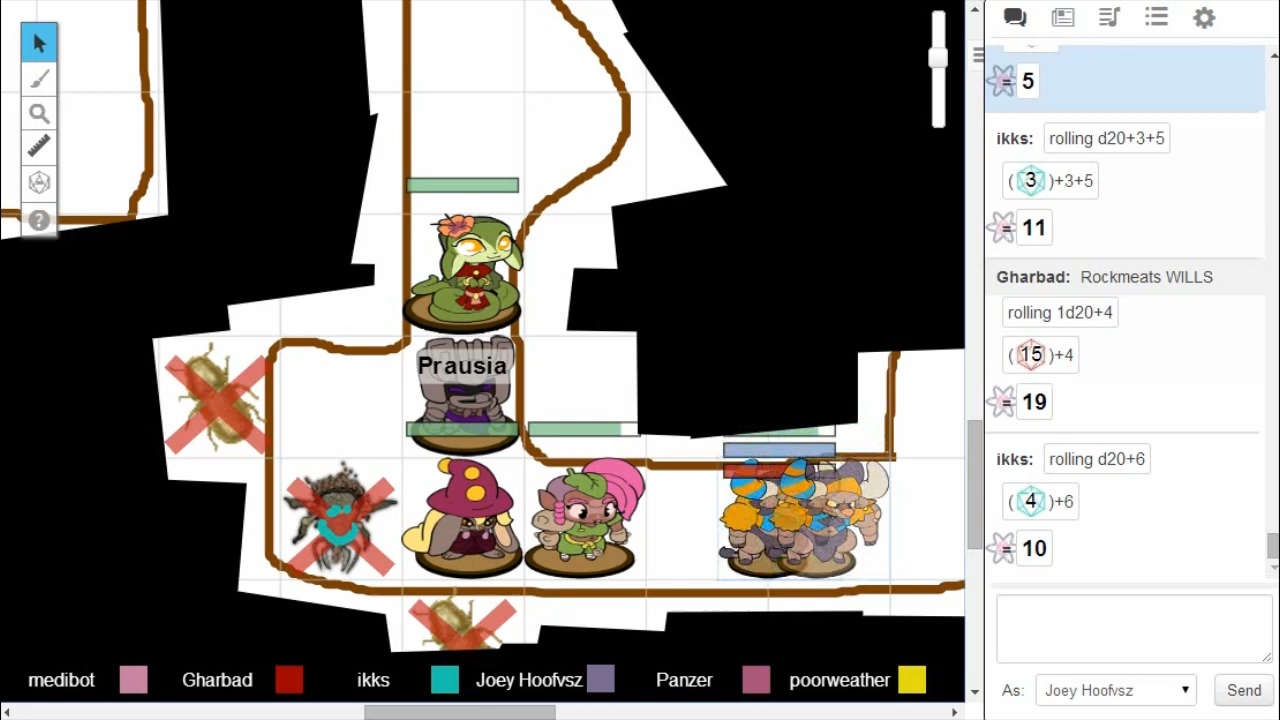 = 5
ikks: rolling d20+3+5
(3)+3+5
= 11
Gharbad: Rockmeats WILLS
rolling 1d20+4
(15)+4
= 19
ikks: rolling d20+6
(4)+6
= 10
Prausia
?
medibot Gharbad ikks Joey Hoofvsz Panzer poorweather
As: Joey Hoofvsz Send